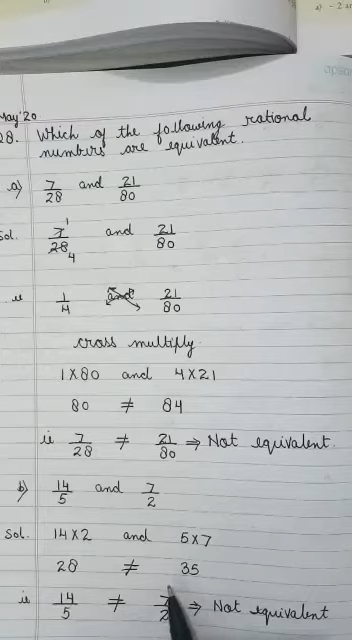 May'20
28. Which of the following rational
numbers are equivalent.
a) 7/28 and 21/80
Sol. 7/28 1 4 and 21/80
ie 1/4 and 21/80
cross multiply
1×80 and 4×21
80 ≠ 84
ie 7/28 ≠ 21/80 ⇒ Not equivalent.
b) 14/5 and 7/2
Sol. 14×2 and 5×7
28 ≠ 35
ie 14/5 ≠ 7/2 ⇒ Not equivalent